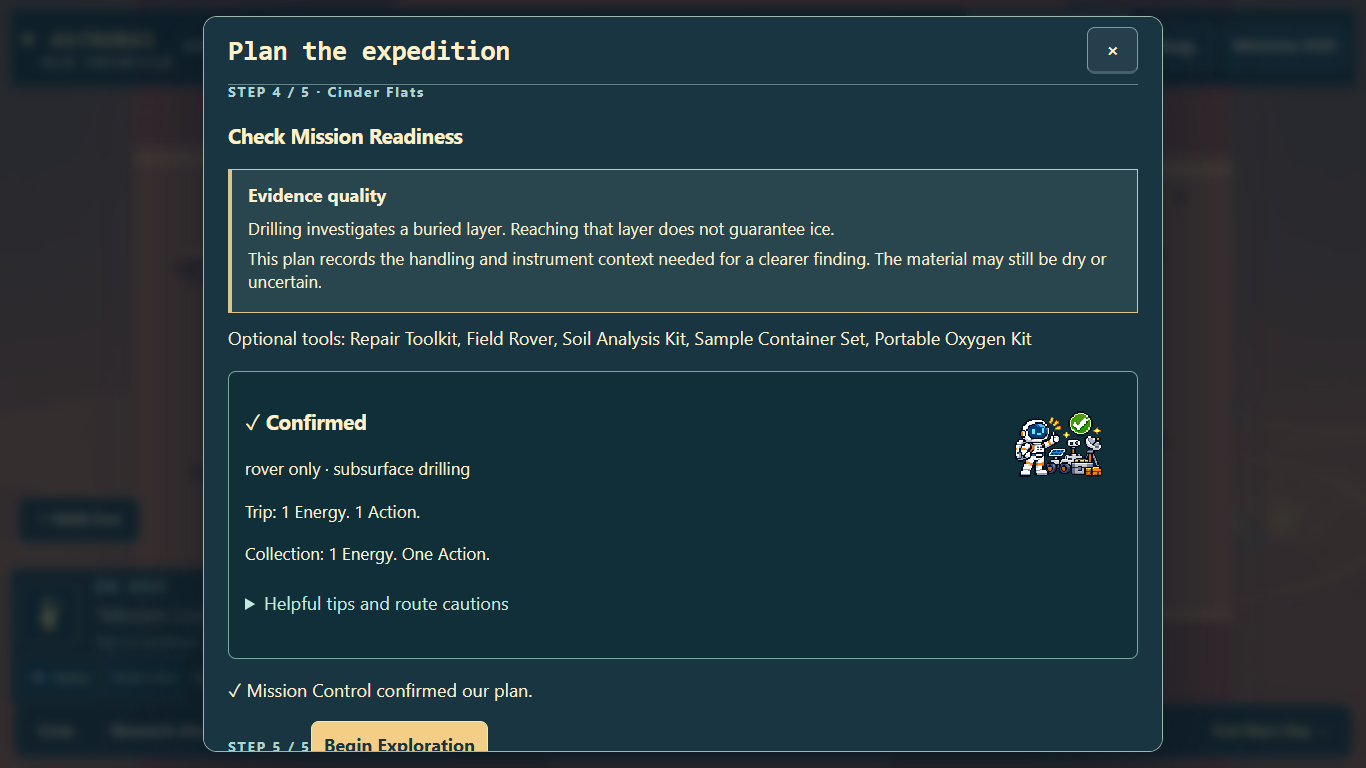 Plan the expedition
×
STEP 4 / 5 · Cinder Flats
Check Mission Readiness
Evidence quality
Drilling investigates a buried layer. Reaching that layer does not guarantee ice.
This plan records the handling and instrument context needed for a clearer finding. The material may still be dry or
uncertain.
Optional tools: Repair Toolkit, Field Rover, Soil Analysis Kit, Sample Container Set, Portable Oxygen Kit
✓ Confirmed
rover only · subsurface drilling
Trip: 1 Energy. 1 Action.
Collection: 1 Energy. One Action.
▶ Helpful tips and route cautions
✓ Mission Control confirmed our plan.
STEP 5 / 5
Begin Exploration